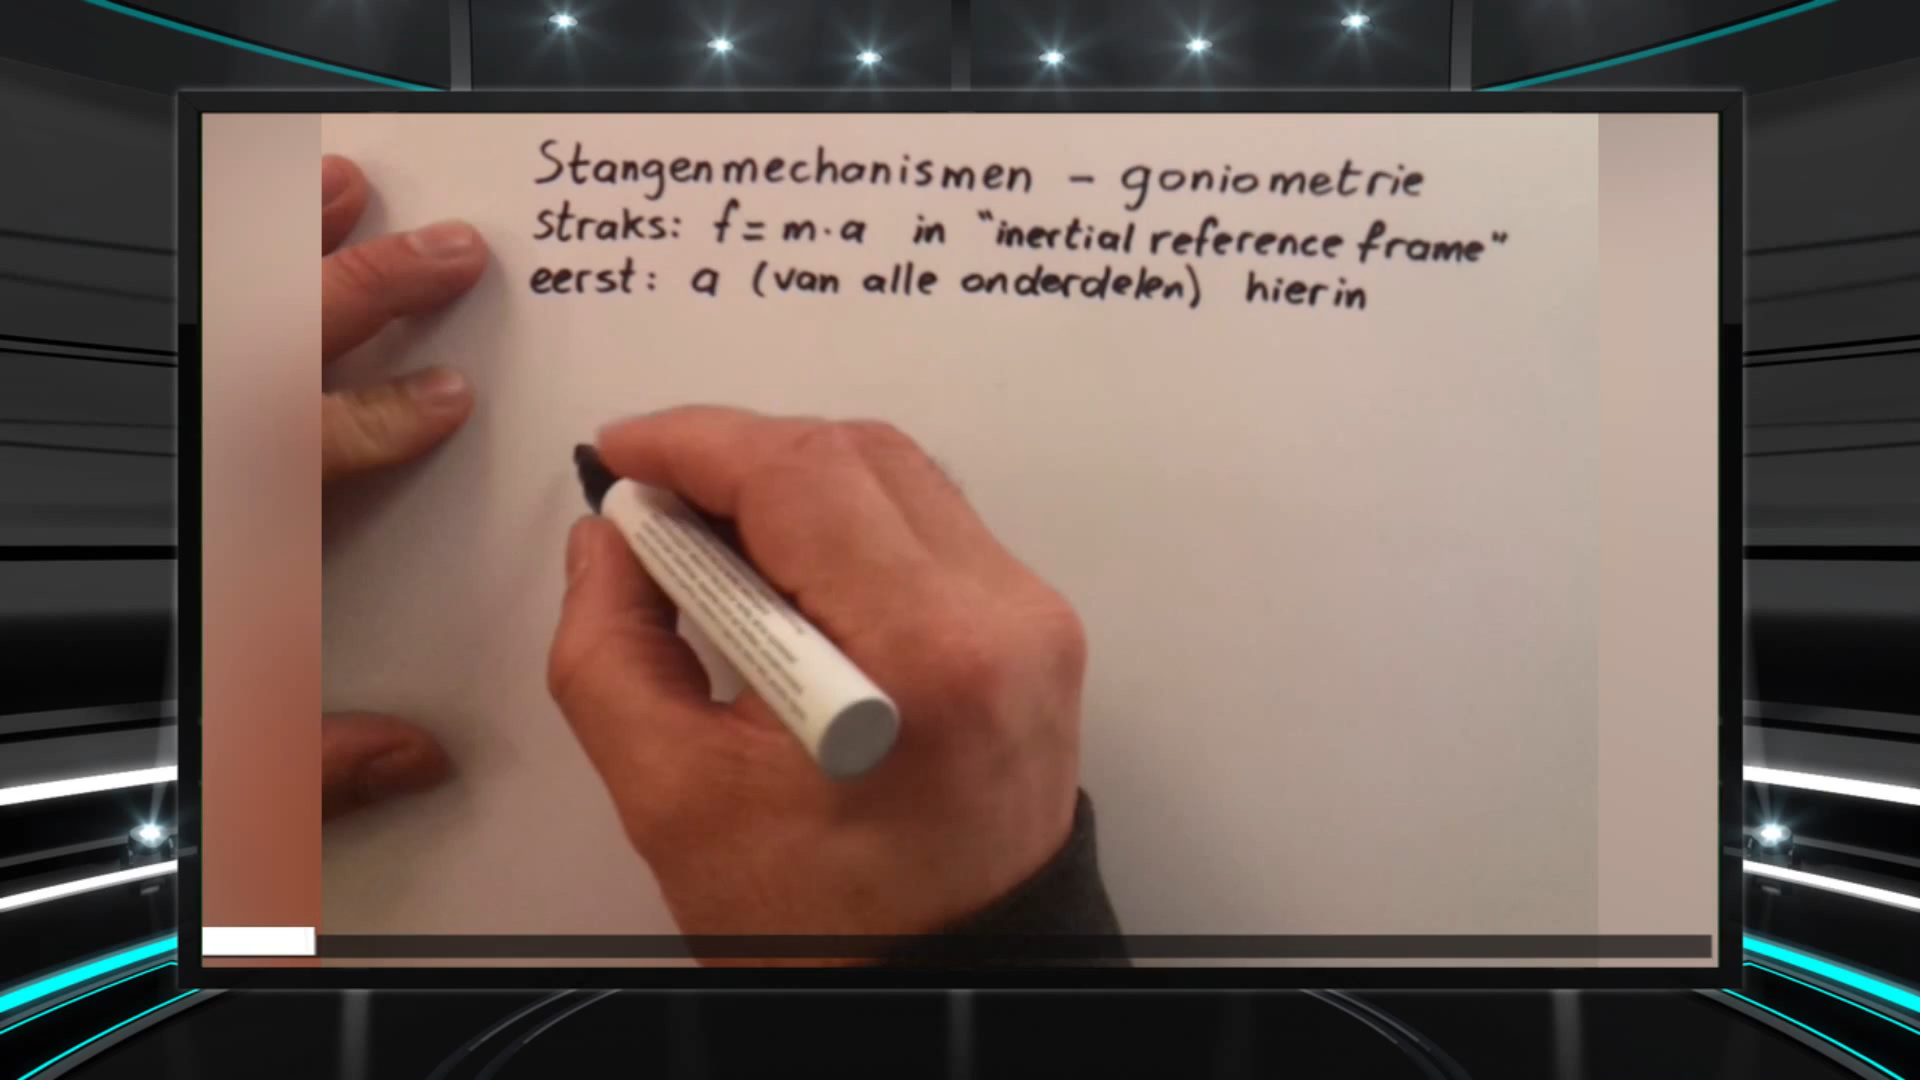 Stangenmechanismen - goniometrie
straks: f = m·a in "inertial reference frame"
eerst: a (van alle onderdelen) hierin